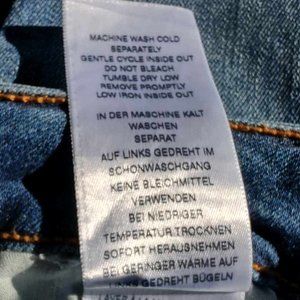 MACHINE WASH COLD
SEPARATELY
GENTLE CYCLE INSIDE OUT
DO NOT BLEACH
TUMBLE DRY LOW
REMOVE PROMPTLY
LOW IRON INSIDE OUT
IN DER MASCHINE KALT
WASCHEN
SEPARAT
AUF LINKS GEDREHT IM
SCHONWASCHGANG
KEINE BLEICHMITTEL
VERWENDEN
BEI NIEDRIGER
TEMPERATUR TROCKNEN
SOFORT HERAUSNEHMEN
BEI GERINGER WÄRME AUF
LINKS GEDREHT BÜGELN